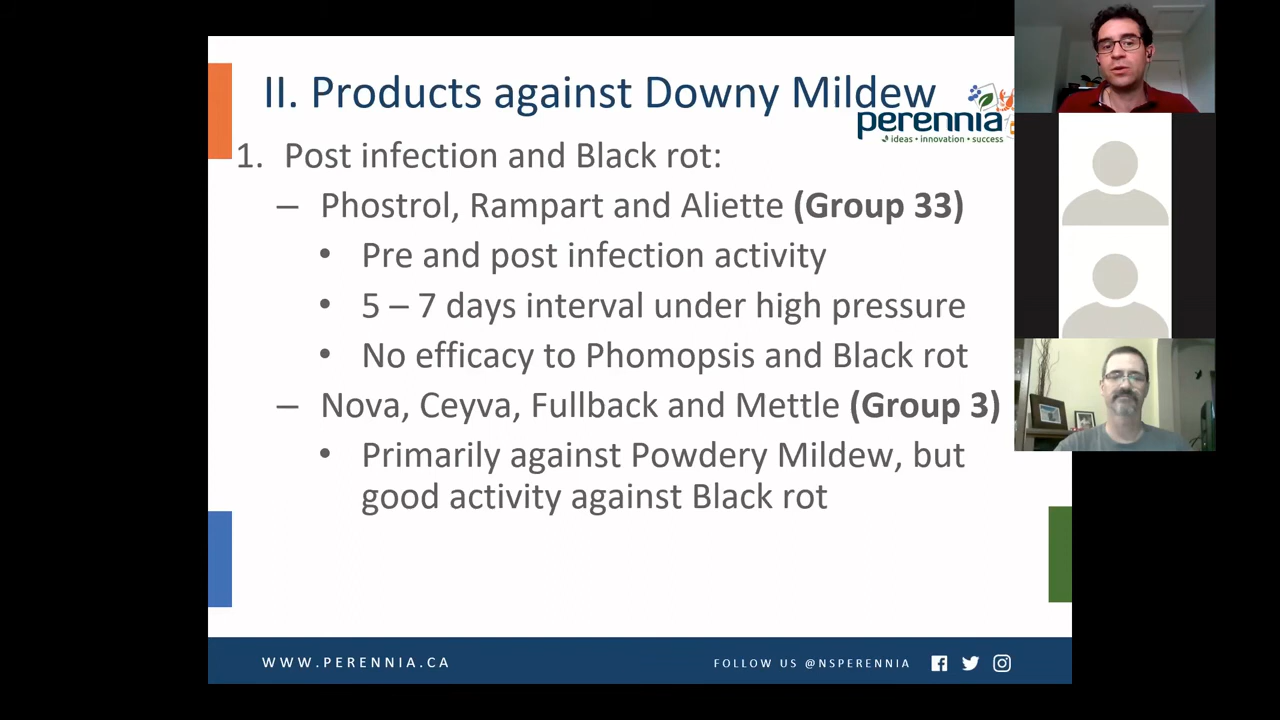 II. Products against Downy Mildew
perennia
ideas • innovation • success
1. Post infection and Black rot:
– Phostrol, Rampart and Aliette (Group 33)
• Pre and post infection activity
• 5 – 7 days interval under high pressure
• No efficacy to Phomopsis and Black rot
– Nova, Ceyva, Fullback and Mettle (Group 3)
• Primarily against Powdery Mildew, but
good activity against Black rot
WWW.PERENNIA.CA
FOLLOW US @NSPERENNIA